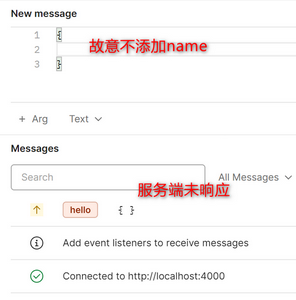 New message
1 {
故意不添加name
2
3 }
+ Arg Text
Messages
Search
服务端未响应
All Messages
hello { }
Add event listeners to receive messages
Connected to http://localhost:4000